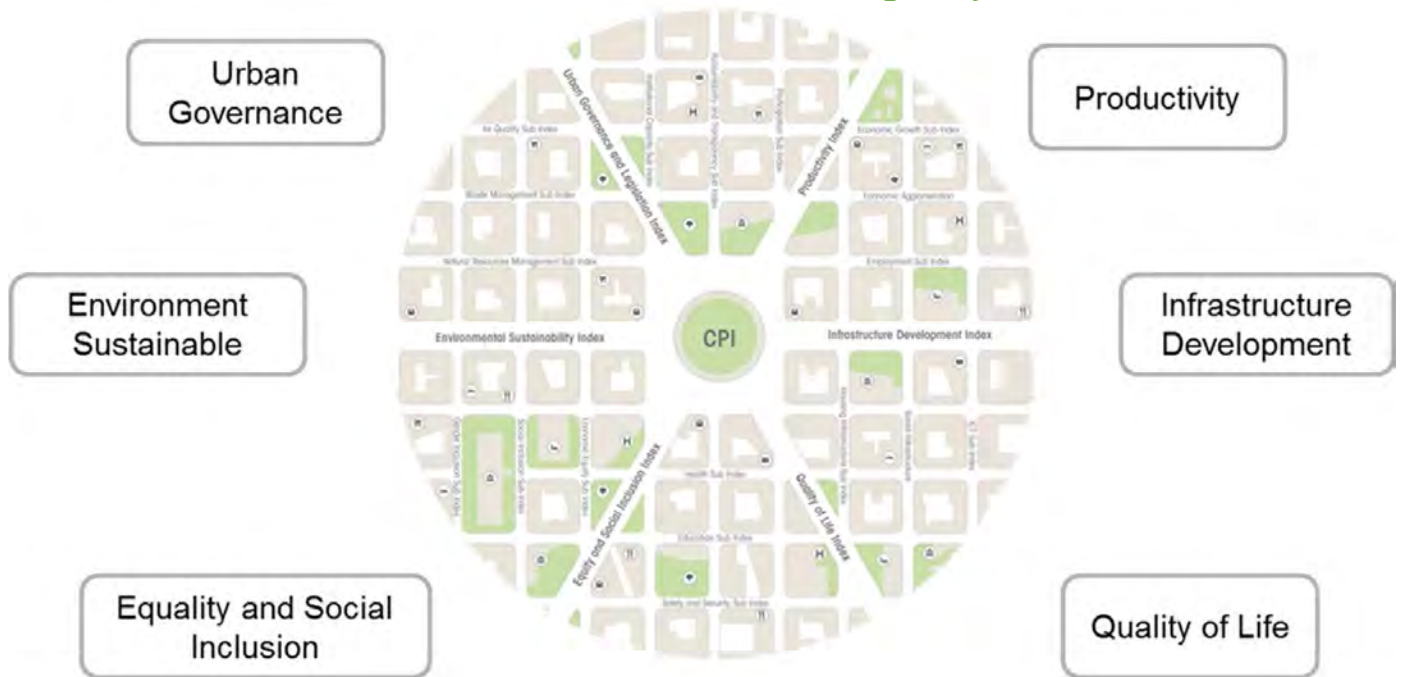 Urban
Governance
Environment
Sustainable
Equality and Social
Inclusion
Productivity
Infrastructure
Development
Quality of Life
Urban Governance and Legislation Index
Institutional Capacity Sub Index
Accountability and Transparency Sub Index
Participation Sub Index
Productivity Index
Air Quality Sub Index
Waste Management Sub Index
Natural Resources Management Sub Index
Economic Growth Sub Index
Economic Agglomeration
Employment Sub Index
Environmental Sustainability Index
CPI
Infrastructure Development Index
Gender Inclusion Sub Index
Social Inclusion Sub Index
Economic Equity Sub Index
Equity and Social Inclusion Index
Health Sub Index
Education Sub Index
Safety and Security Sub Index
Quality of Life Index
Housing Infrastructure Sub Index
Social Infrastructure
ICT Sub Index